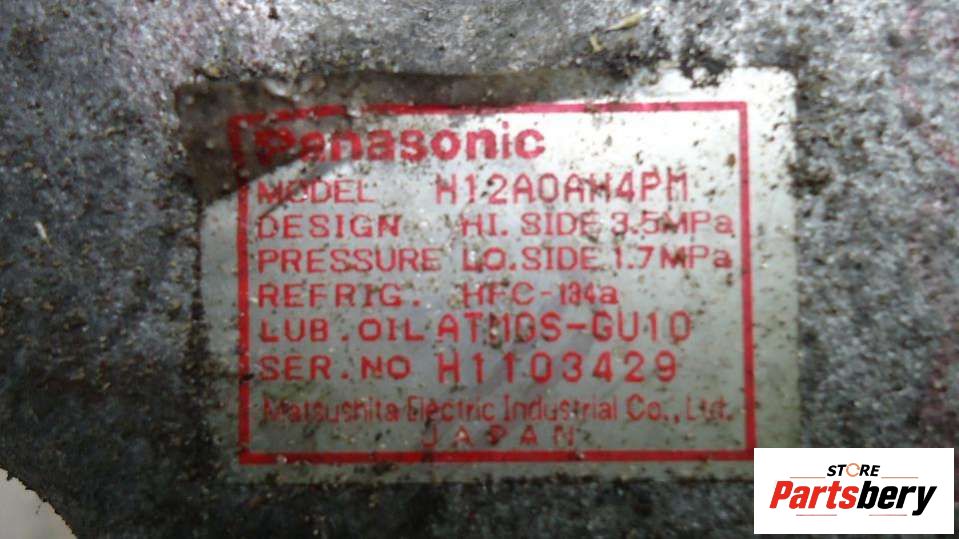 Panasonic
MODEL H12A0AH4PM
DESIGN HI. SIDE 3.5MPa
PRESSURE LO. SIDE 1.7MPa
REFRIG. HFC-134a
LUB. OIL ATMOS-GU10
SER. NO H1103429
Matsushita Electric Industrial Co., Ltd.
JAPAN
STORE
Partsbery